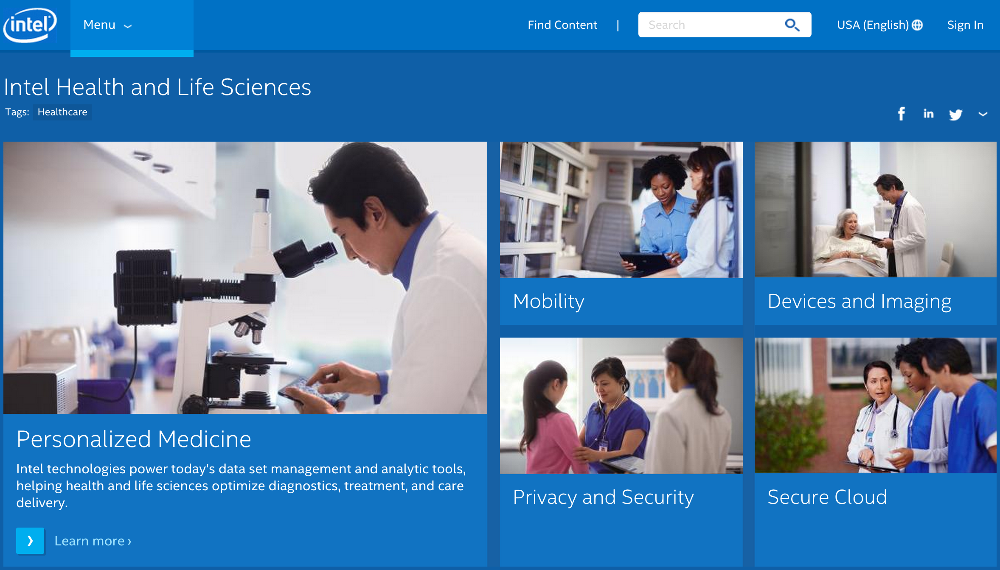 intel
Menu
Find Content
|
Search
USA (English)
Sign In
Intel Health and Life Sciences
Tags: Healthcare
f
in
Mobility
Devices and Imaging
Personalized Medicine
Intel technologies power today's data set management and analytic tools,
helping health and life sciences optimize diagnostics, treatment, and care
delivery.
Learn more ›
Privacy and Security
Secure Cloud